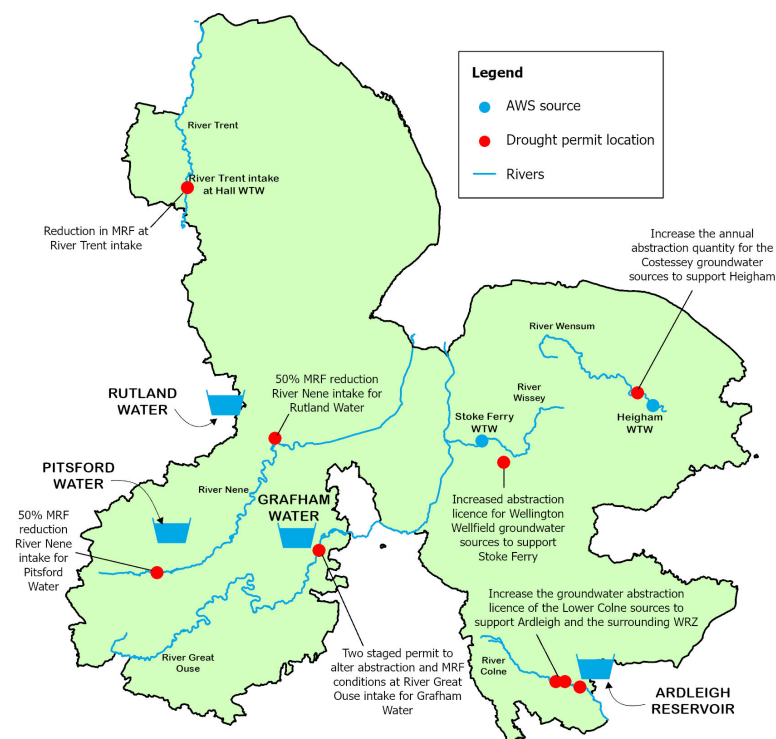 Legend
AWS source
Drought permit location
Rivers
River Trent
River Trent intake
at Hall WTW
Reduction in MRF at
River Trent intake
Increase the annual
abstraction quantity for the
Costessey groundwater
sources to support Heigham
River Wensum
River
Wissey
Heigham
WTW
Stoke Ferry
WTW
50% MRF reduction
River Nene intake for
Rutland Water
RUTLAND
WATER
PITSFORD
WATER
River Nene
GRAFHAM
WATER
50% MRF
reduction
River Nene
intake for
Pitsford
Water
Increased abstraction
licence for Wellington
Wellfield groundwater
sources to support
Stoke Ferry
Increase the groundwater abstraction
licence of the Lower Colne sources to
support Ardleigh and the surrounding WRZ
River Great
Ouse
Two staged permit to
alter abstraction and MRF
conditions at River Great
Ouse intake for Grafham
Water
River
Colne
ARDLEIGH
RESERVOIR